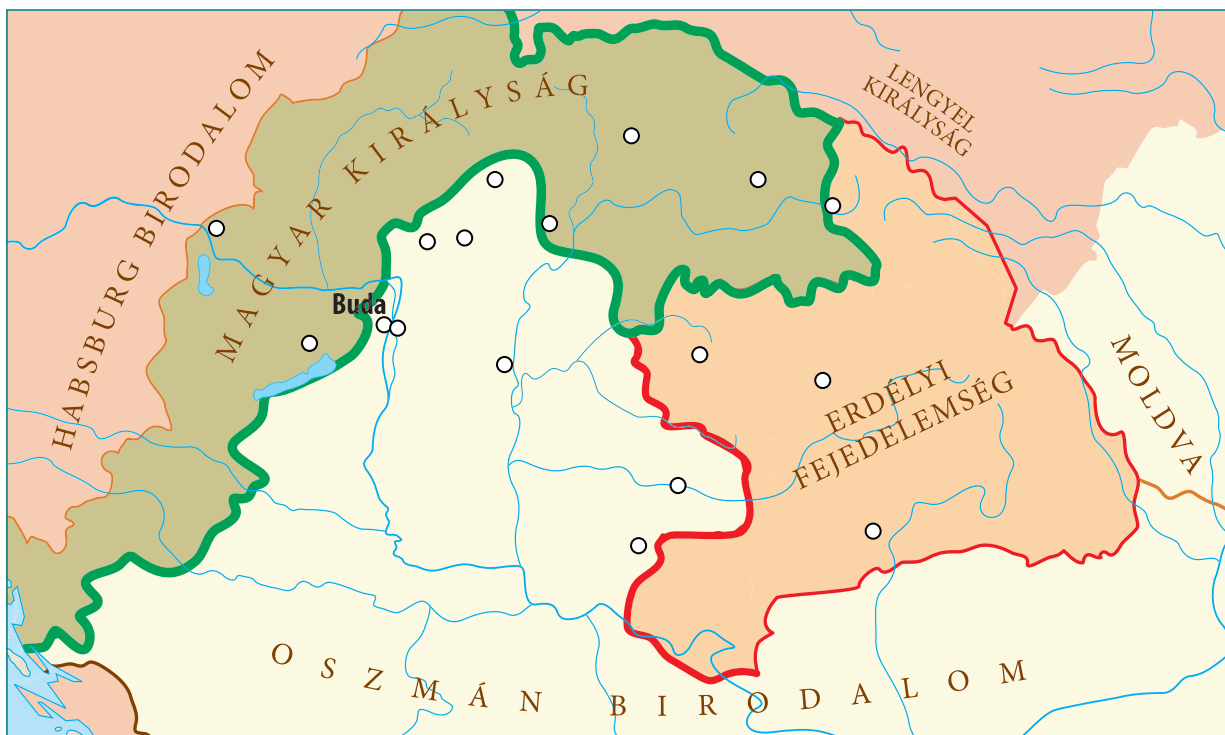 HABSBURG BIRODALOM
MAGYAR KIRÁLYSÁG
LENGYEL
KIRÁLYSÁG
Buda
MOLDVA
ERDÉLYI
FEJEDELEMSÉG
OSZMÁN BIRODALOM